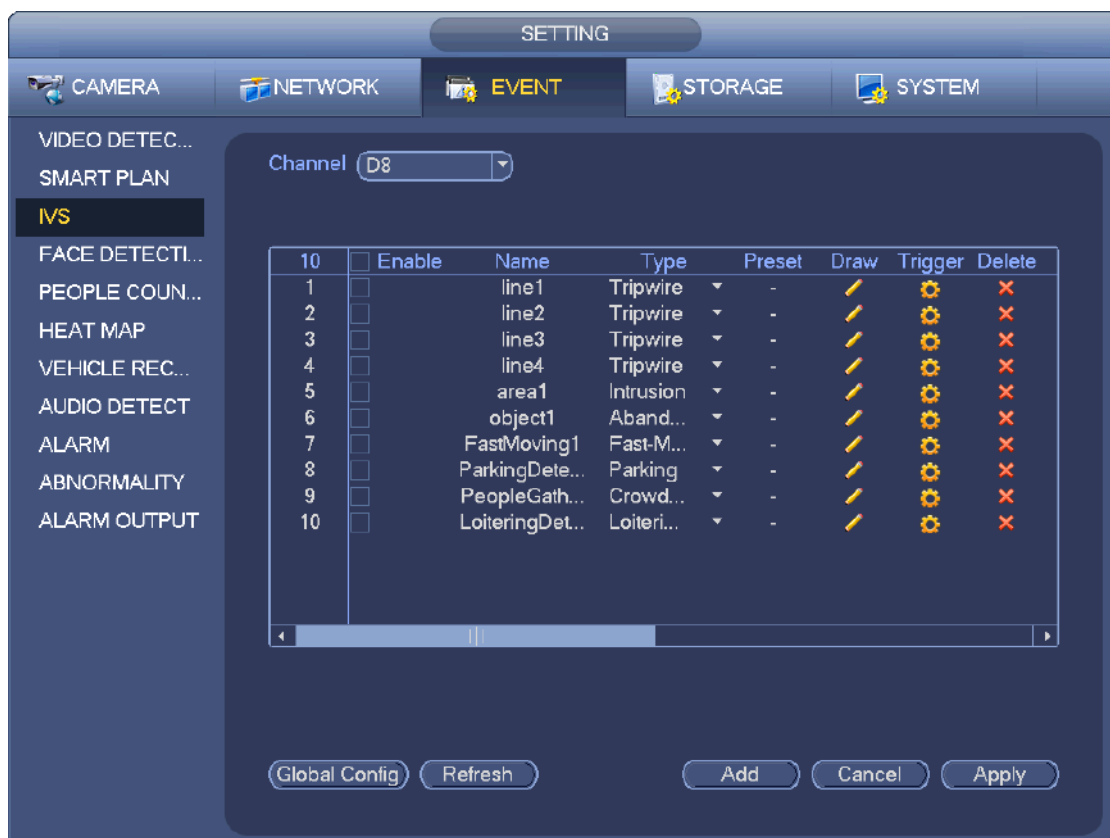 SETTING
CAMERA NETWORK EVENT STORAGE SYSTEM
VIDEO DETEC...
SMART PLAN
IVS
FACE DETECTI...
PEOPLE COUN...
HEAT MAP
VEHICLE REC...
AUDIO DETECT
ALARM
ABNORMALITY
ALARM OUTPUT
Channel D8
10 Enable Name Type Preset Draw Trigger Delete
1 line1 Tripwire -
2 line2 Tripwire -
3 line3 Tripwire -
4 line4 Tripwire -
5 area1 Intrusion -
6 object1 Aband... -
7 FastMoving1 Fast-M... -
8 ParkingDete... Parking -
9 PeopleGath... Crowd... -
10 LoiteringDet... Loiteri... -
Global Config Refresh Add Cancel Apply